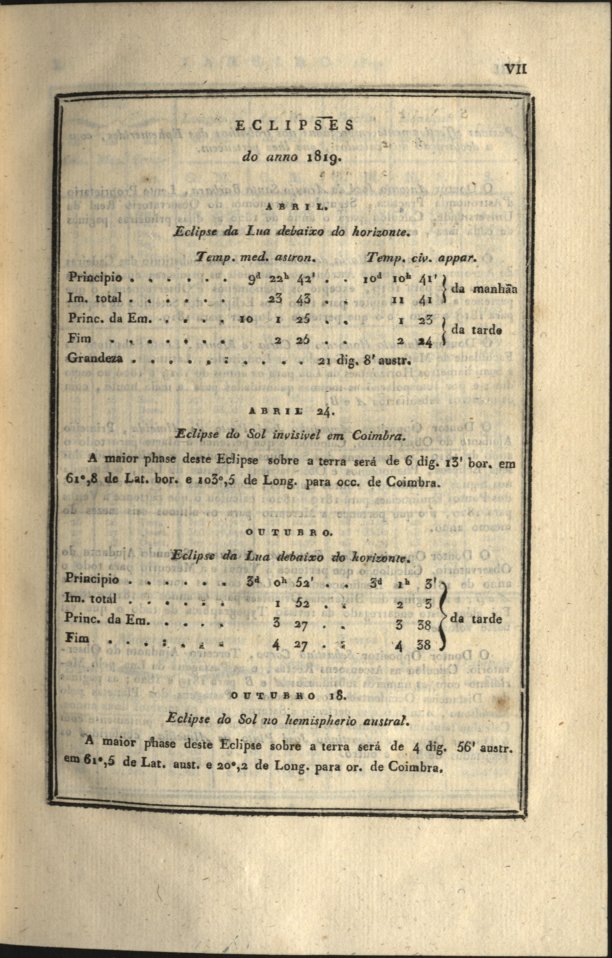 VII
ECLIPSES
do anno 1819.
ABRIL.
Eclipse da Lua debaixo do horizonte.
Temp. med. astron. Temp. civ. appar.
Principio . . . . . . 9d 22h 42' . . 10d 10h 41' } da manhãa
Im. total . . . . . . 23 43 . . 11 41
Princ. da Em. . . . . 10 1 25 . . 1 23 } da tarde
Fim . . . . . . 2 26 . . 2 24
Grandeza . . . . . . . . . 21 dig. 8' austr.
ABRIL 24.
Eclipse do Sol invisivel em Coimbra.
A maior phase deste Eclipse sobre a terra será de 6 dig. 13' bor. em
61°,8 de Lat. bor. e 103°,5 de Long. para occ. de Coimbra.
OUTUBRO.
Eclipse da Lua debaixo do horizonte.
Principio . . . . . . 3d 0h 52' . . 3d 1h 3' } da tarde
Im. total . . . . . . 1 52 . . 2 3
Princ. da Em. . . . . 3 27 . . 3 38
Fim . . . . . . 4 27 . . 4 38
OUTUBRO 18.
Eclipse do Sol no hemispherio austral.
A maior phase deste Eclipse sobre a terra será de 4 dig. 56' austr.
em 61°,5 de Lat. aust. e 20°,2 de Long. para or. de Coimbra.